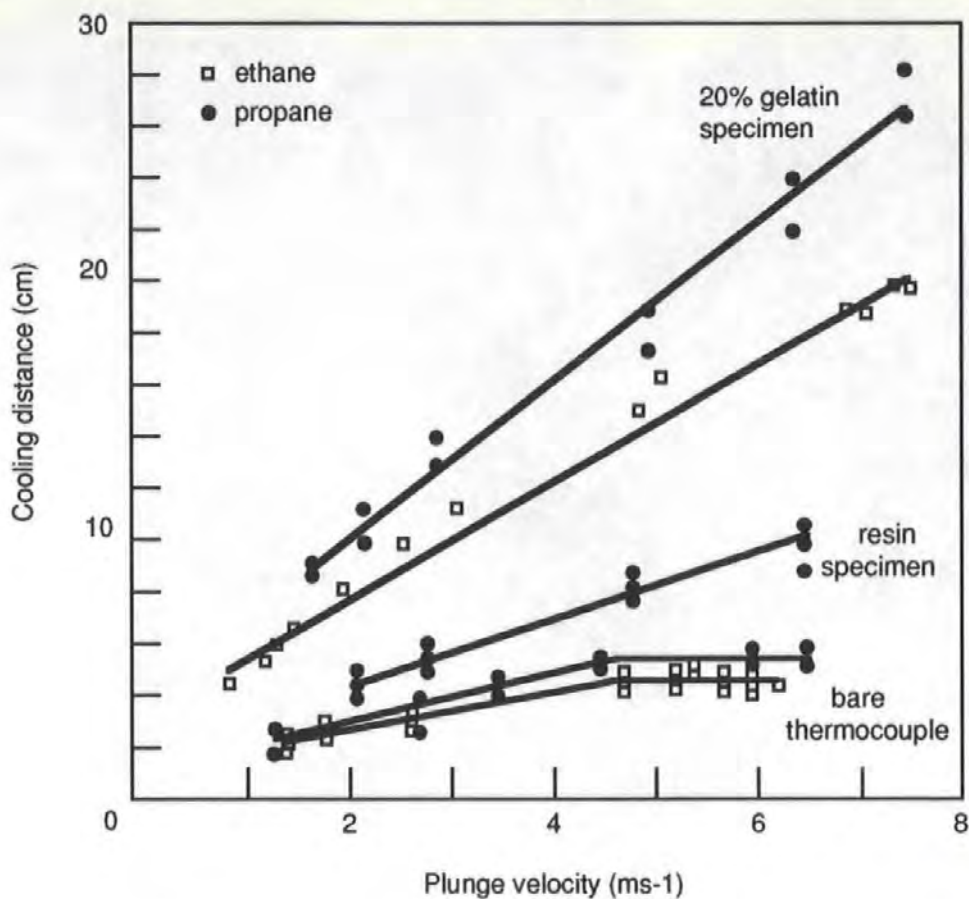 30
ethane
propane
20% gelatin
specimen
20
Cooling distance (cm)
10
resin
specimen
bare
thermocouple
0
2
4
6
8
Plunge velocity (ms-1)